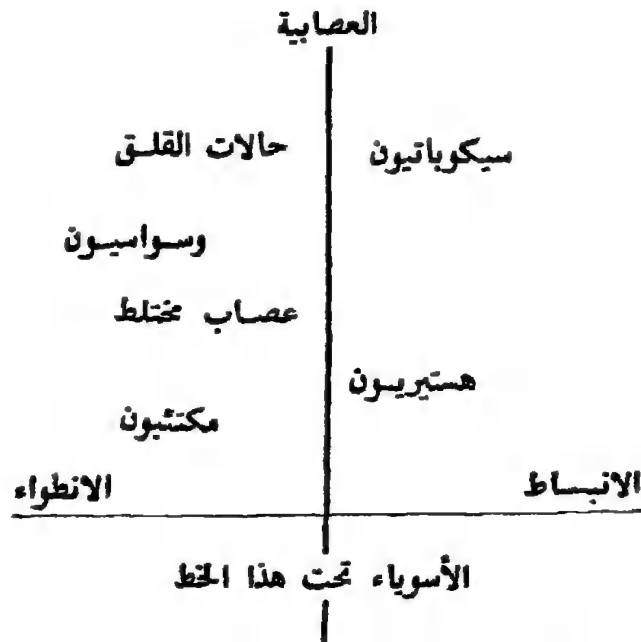 العصابية
حالات القلق
سيكوباتيون
وسواسيون
عصاب مختلط
هستيريون
مكتئبون
الانطواء
الانبساط
الأسوياء تحت هذا الخط